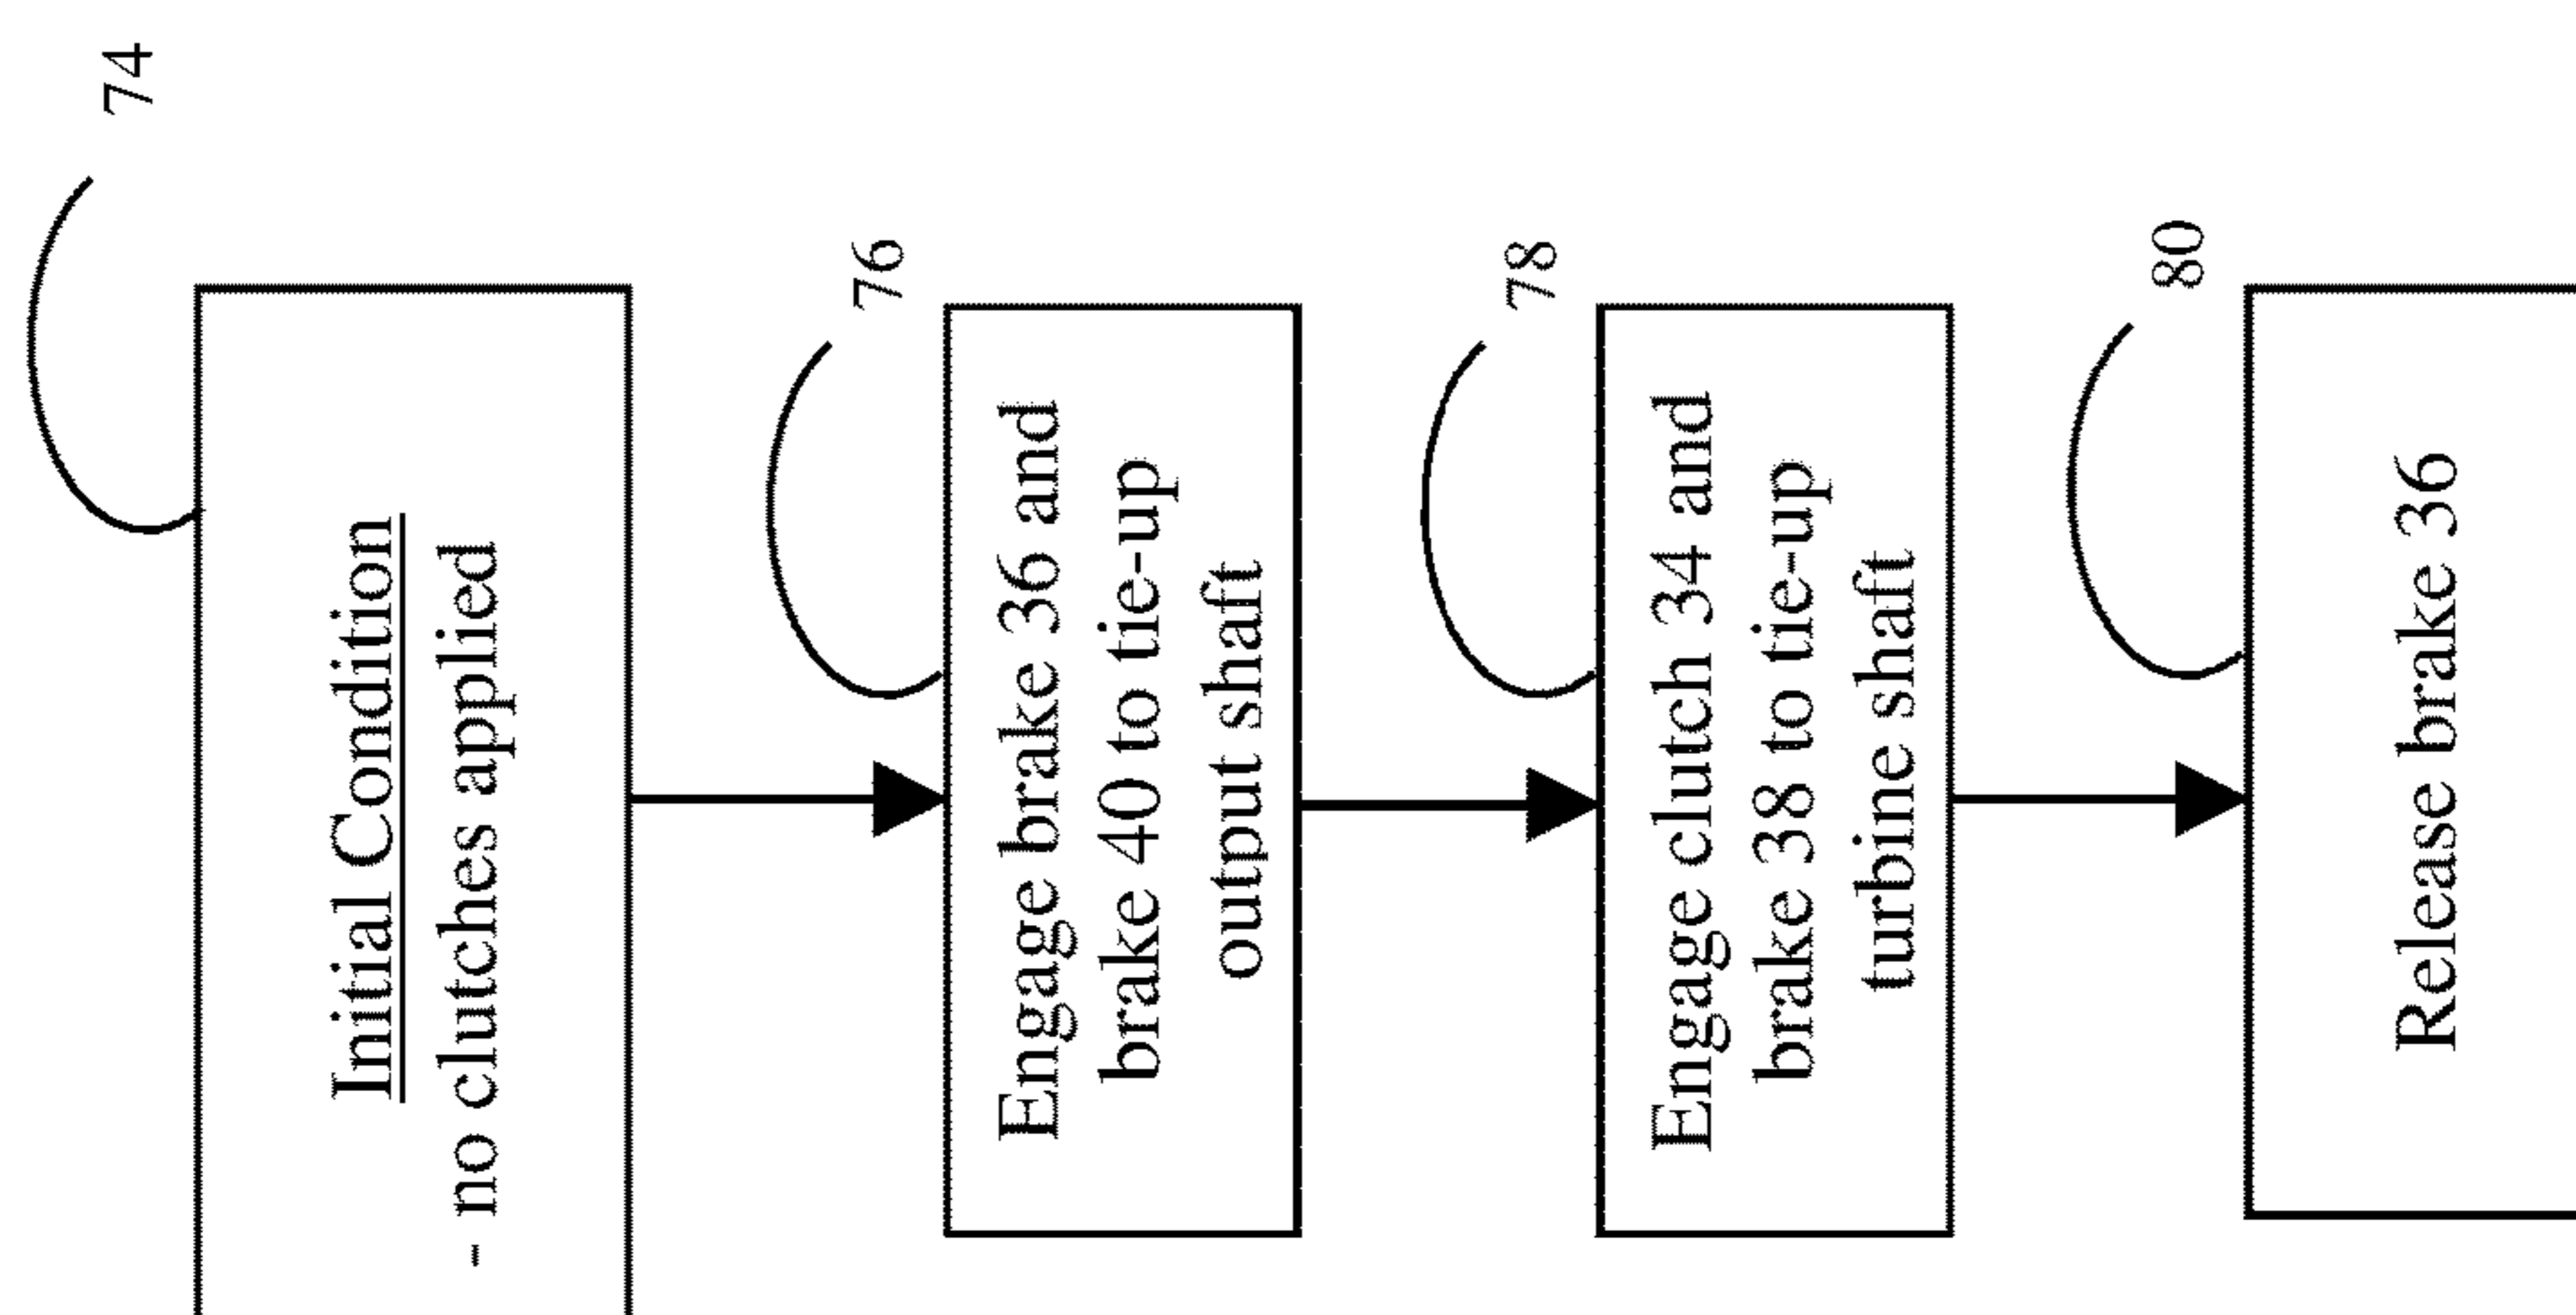 74
Initial Condition
- no clutches applied
76
Engage brake 36 and
brake 40 to tie-up
output shaft
78
Engage clutch 34 and
brake 38 to tie-up
turbine shaft
80
Release brake 36